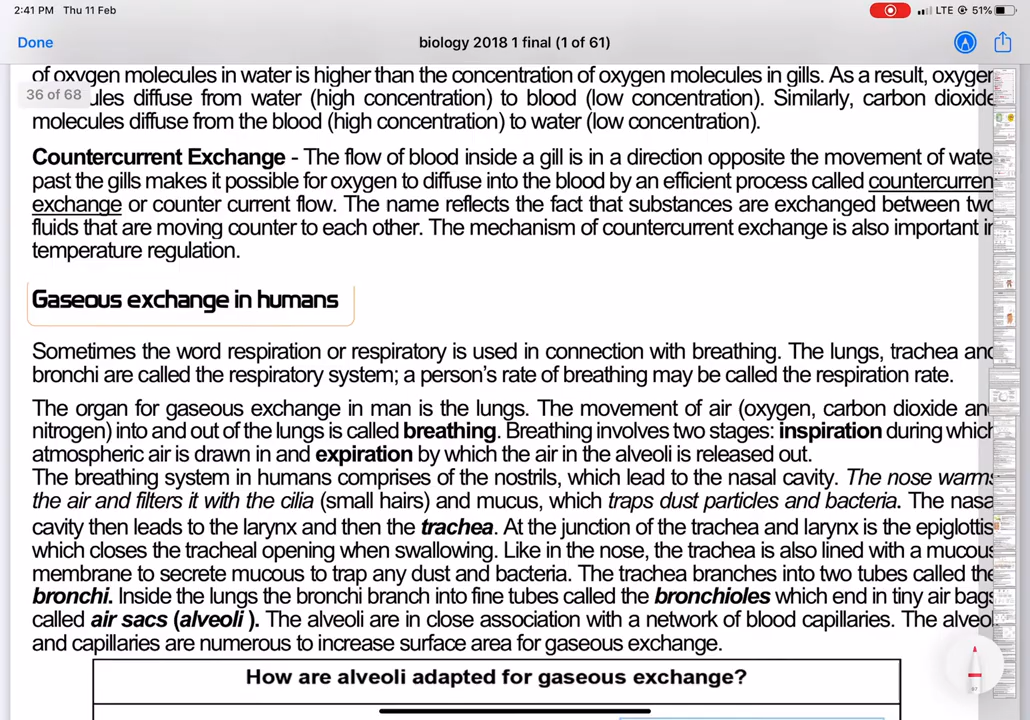 2:41 PM Thu 11 Feb
LTE 51%
Done
biology 2018 1 final (1 of 61)
of oxygen molecules in water is higher than the concentration of oxygen molecules in gills. As a result, oxygen
36 of 68
ules diffuse from water (high concentration) to blood (low concentration). Similarly, carbon dioxide
molecules diffuse from the blood (high concentration) to water (low concentration).
Countercurrent Exchange - The flow of blood inside a gill is in a direction opposite the movement of wate
past the gills makes it possible for oxygen to diffuse into the blood by an efficient process called countercurren
exchange or counter current flow. The name reflects the fact that substances are exchanged between two
fluids that are moving counter to each other. The mechanism of countercurrent exchange is also important in
temperature regulation.
Gaseous exchange in humans
Sometimes the word respiration or respiratory is used in connection with breathing. The lungs, trachea and
bronchi are called the respiratory system; a person's rate of breathing may be called the respiration rate.
The organ for gaseous exchange in man is the lungs. The movement of air (oxygen, carbon dioxide an
nitrogen) into and out of the lungs is called breathing. Breathing involves two stages: inspiration during which
atmospheric air is drawn in and expiration by which the air in the alveoli is released out.
The breathing system in humans comprises of the nostrils, which lead to the nasal cavity. The nose warms
the air and filters it with the cilia (small hairs) and mucus, which traps dust particles and bacteria. The nasa
cavity then leads to the larynx and then the trachea. At the junction of the trachea and larynx is the epiglottis
which closes the tracheal opening when swallowing. Like in the nose, the trachea is also lined with a mucous
membrane to secrete mucous to trap any dust and bacteria. The trachea branches into two tubes called the
bronchi. Inside the lungs the bronchi branch into fine tubes called the bronchioles which end in tiny air bags
called air sacs (alveoli ). The alveoli are in close association with a network of blood capillaries. The alveol
and capillaries are numerous to increase surface area for gaseous exchange.
How are alveoli adapted for gaseous exchange?